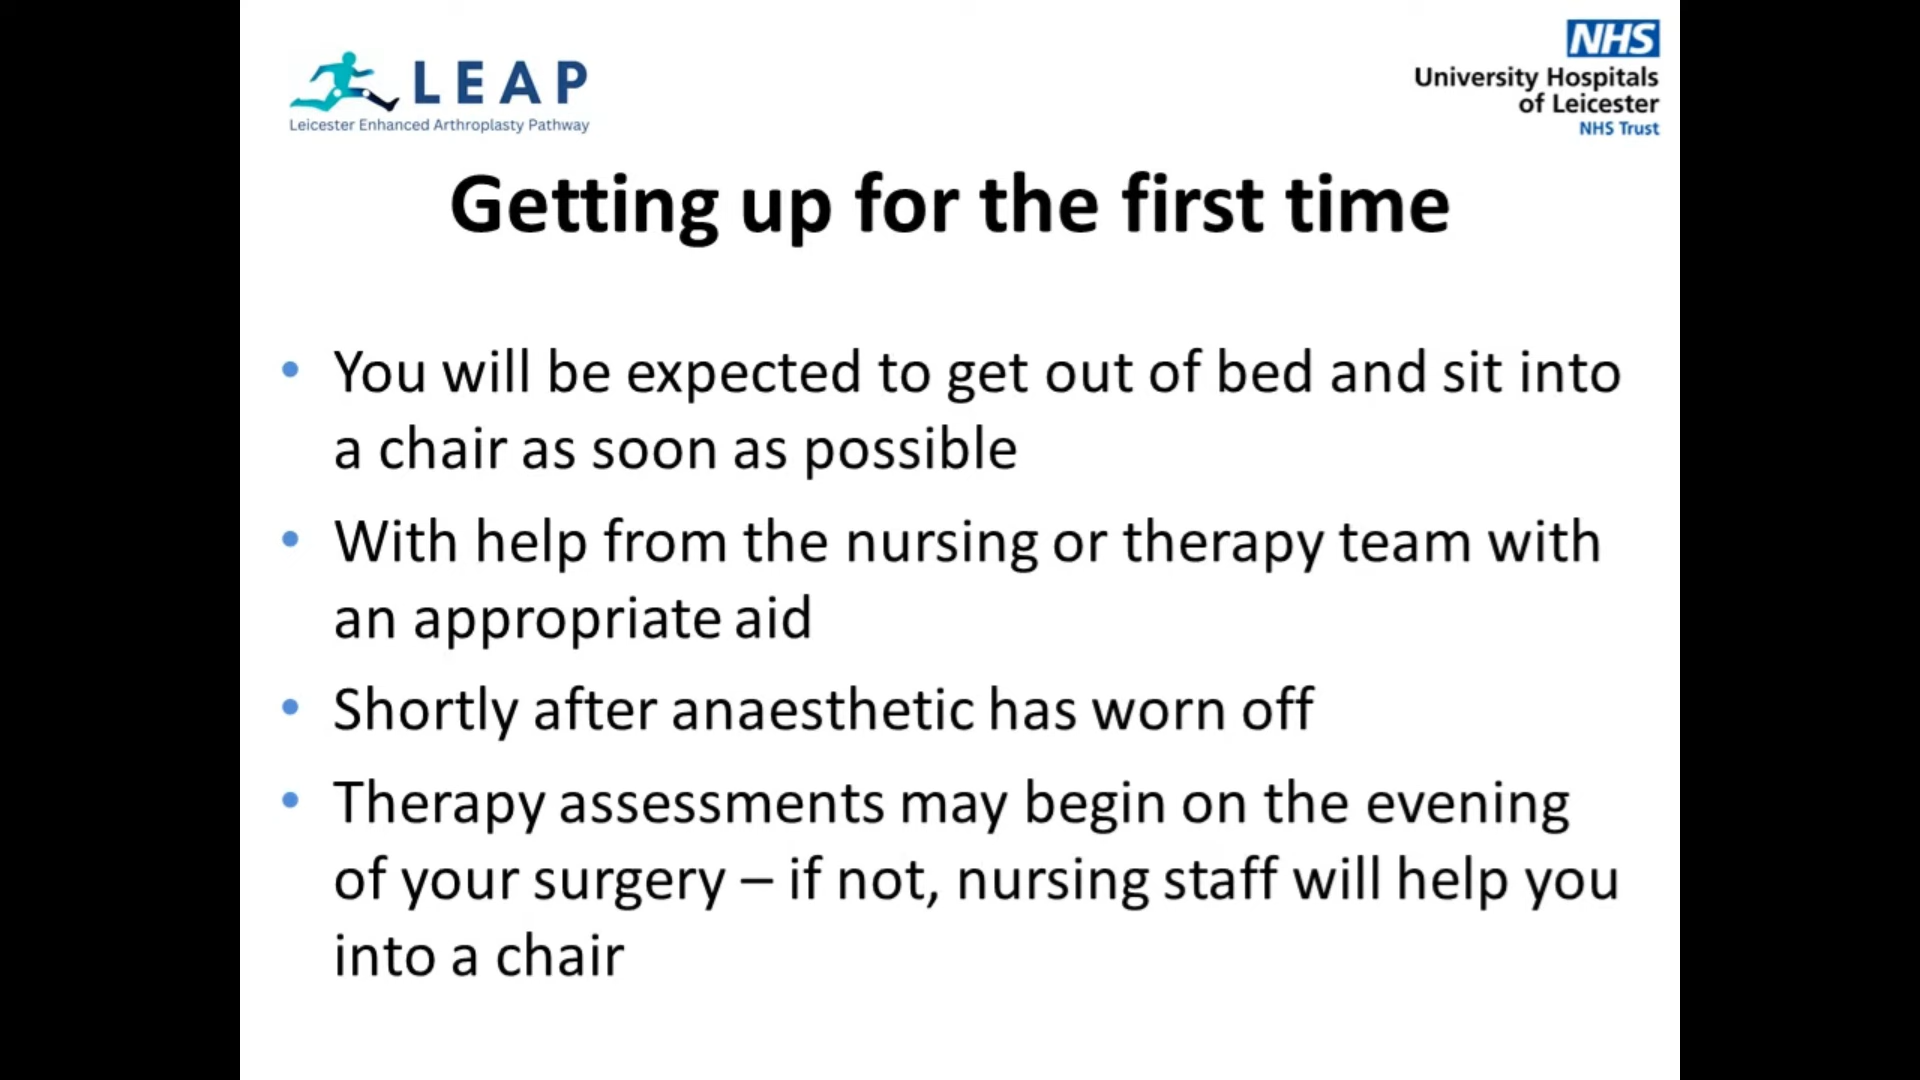 LEAP
Leicester Enhanced Arthroplasty Pathway
NHS
University Hospitals
of Leicester
NHS Trust
Getting up for the first time
• You will be expected to get out of bed and sit into
a chair as soon as possible
• With help from the nursing or therapy team with
an appropriate aid
• Shortly after anaesthetic has worn off
• Therapy assessments may begin on the evening
of your surgery – if not, nursing staff will help you
into a chair